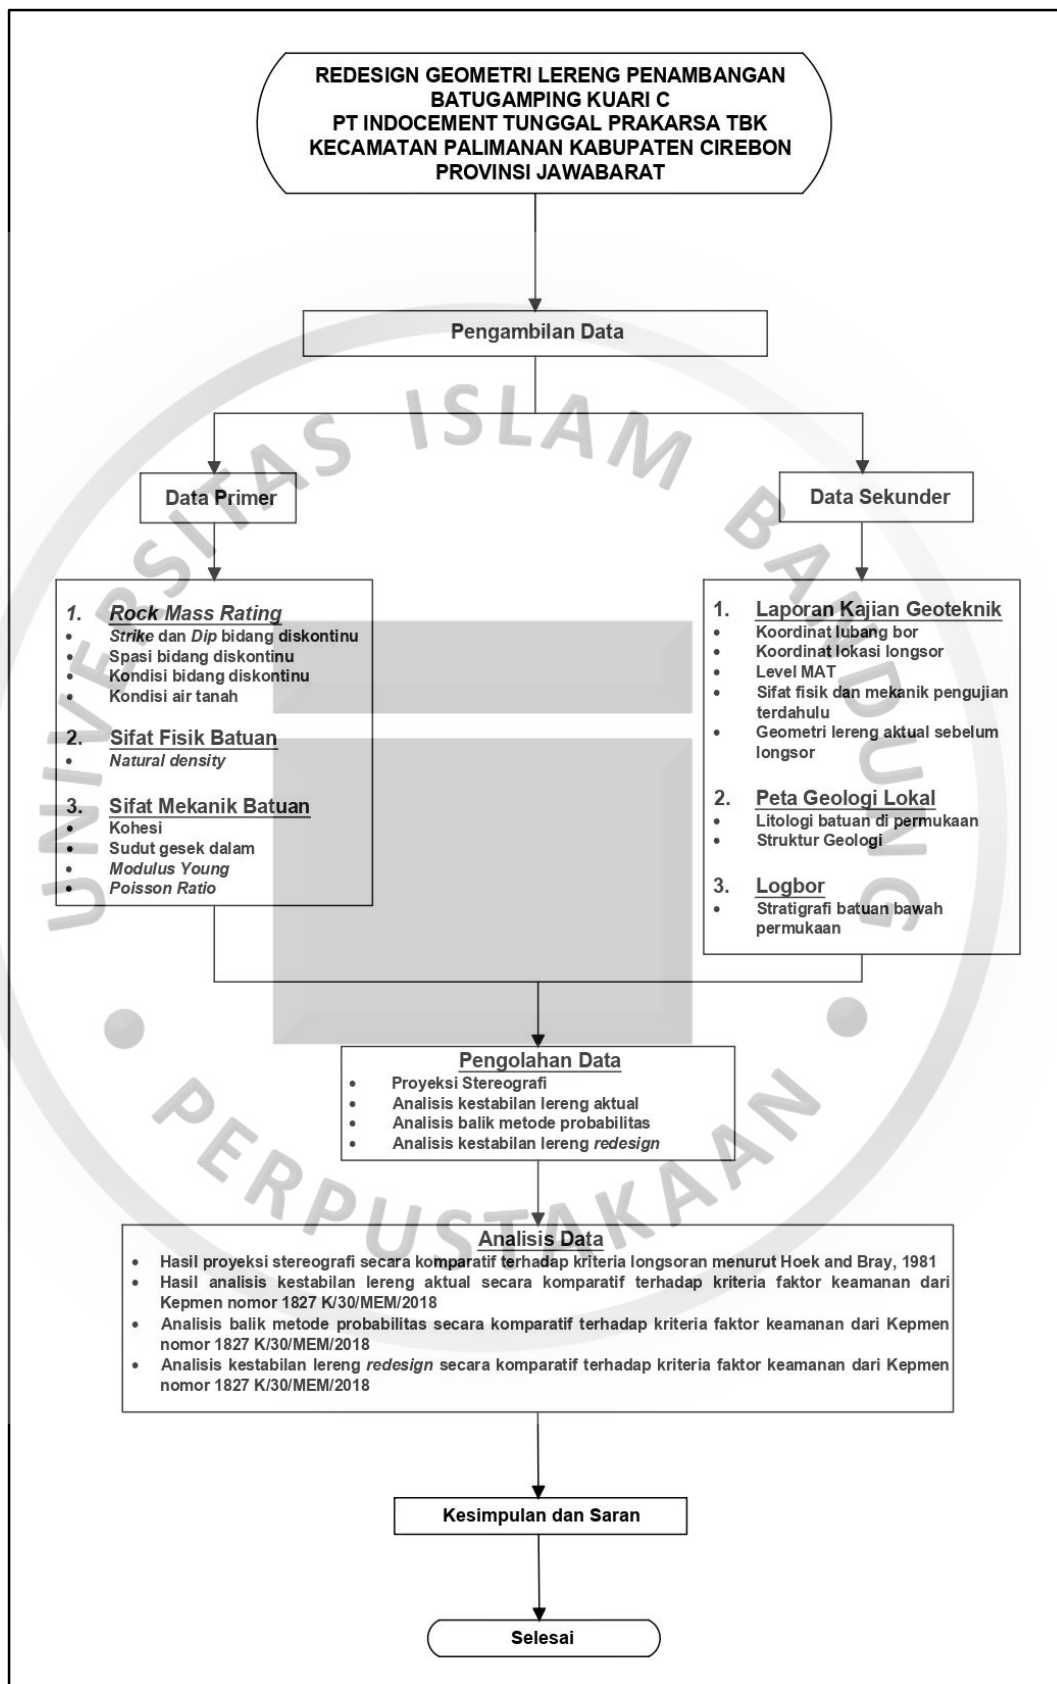 REDESIGN GEOMETRI LERENG PENAMBANGAN
BATUGAMPING KUARI C
PT INDOCEMENT TUNGGAL PRAKARSA TBK
KECAMATAN PALIMANAN KABUPATEN CIREBON
PROVINSI JAWABARAT
Pengambilan Data
Data Primer
Data Sekunder
1. Rock Mass Rating
• Strike dan Dip bidang diskontinu
• Spasi bidang diskontinu
• Kondisi bidang diskontinu
• Kondisi air tanah
2. Sifat Fisik Batuan
• Natural density
3. Sifat Mekanik Batuan
• Kohesi
• Sudut gesek dalam
• Modulus Young
• Poisson Ratio
1. Laporan Kajian Geoteknik
• Koordinat lubang bor
• Koordinat lokasi longsor
• Level MAT
• Sifat fisik dan mekanik pengujian
terdahulu
• Geometri lereng aktual sebelum
longsor
2. Peta Geologi Lokal
• Litologi batuan di permukaan
• Struktur Geologi
3. Logbor
• Stratigrafi batuan bawah
permukaan
Pengolahan Data
• Proyeksi Stereografi
• Analisis kestabilan lereng aktual
• Analisis balik metode probabilitas
• Analisis kestabilan lereng redesign
Analisis Data
• Hasil proyeksi stereografi secara komparatif terhadap kriteria longsoran menurut Hoek and Bray, 1981
• Hasil analisis kestabilan lereng aktual secara komparatif terhadap kriteria faktor keamanan dari
Kepmen nomor 1827 K/30/MEM/2018
• Analisis balik metode probabilitas secara komparatif terhadap kriteria faktor keamanan dari Kepmen
nomor 1827 K/30/MEM/2018
• Analisis kestabilan lereng redesign secara komparatif terhadap kriteria faktor keamanan dari Kepmen
nomor 1827 K/30/MEM/2018
Kesimpulan dan Saran
Selesai
UNIVERSITAS ISLAM BANDUNG
• PERPUSTAKAAN •